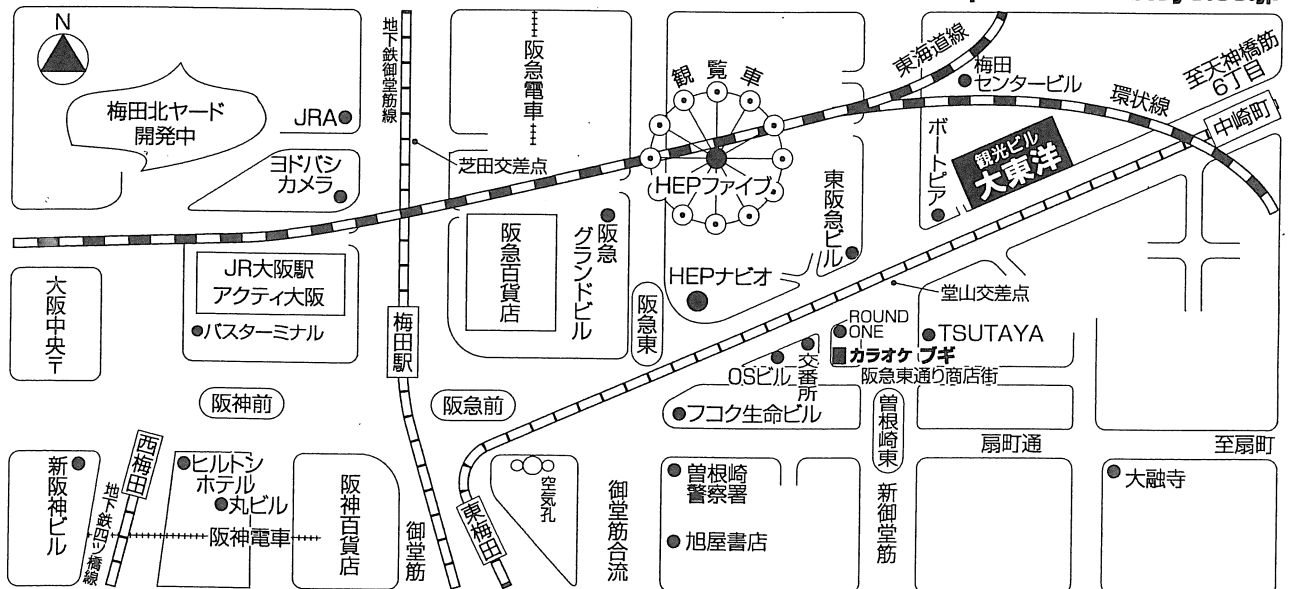 N
地下鉄御堂筋線
阪急電車
観覧車
東海道線
梅田
センタービル
至天神橋筋
6丁目
環状線
中崎町
梅田北ヤード
開発中
JRA
芝田交差点
ヨドバシ
カメラ
HEPファイブ
ボートピア
観光ビル
大東洋
東阪急ビル
阪急
グランドビル
阪急百貨店
JR大阪駅
アクティ大阪
バスターミナル
大阪中央〒
梅田駅
HEPナビオ
阪急東
堂山交差点
ROUND
ONE
TSUTAYA
カラオケ ブギ
OSビル
交番所
阪急東通り商店街
阪神前
阪急前
フコク生命ビル
曽根崎東
扇町通
至扇町
西梅田
新阪神ビル
地下鉄四ツ橋線
ヒルトン
ホテル
丸ビル
阪神電車
阪神百貨店
御堂筋
東梅田
空気孔
御堂筋合流
曽根崎
警察署
旭屋書店
新御堂筋
大融寺